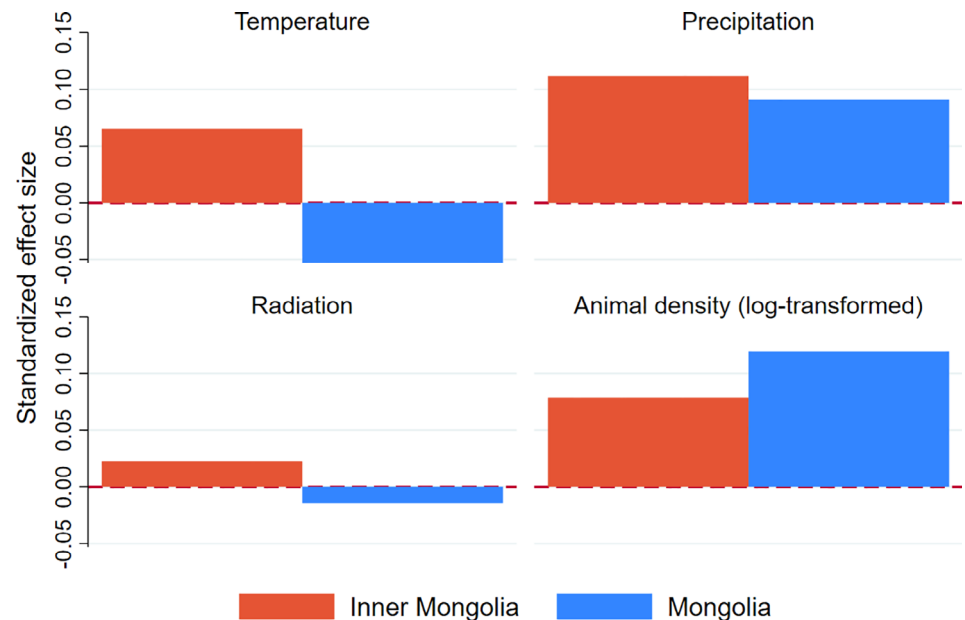 Temperature
Precipitation
Standardized effect size
0.15
0.10
0.05
0.00
-0.05
Radiation
Animal density (log-transformed)
0.15
0.10
0.05
0.00
-0.05
Inner Mongolia
Mongolia